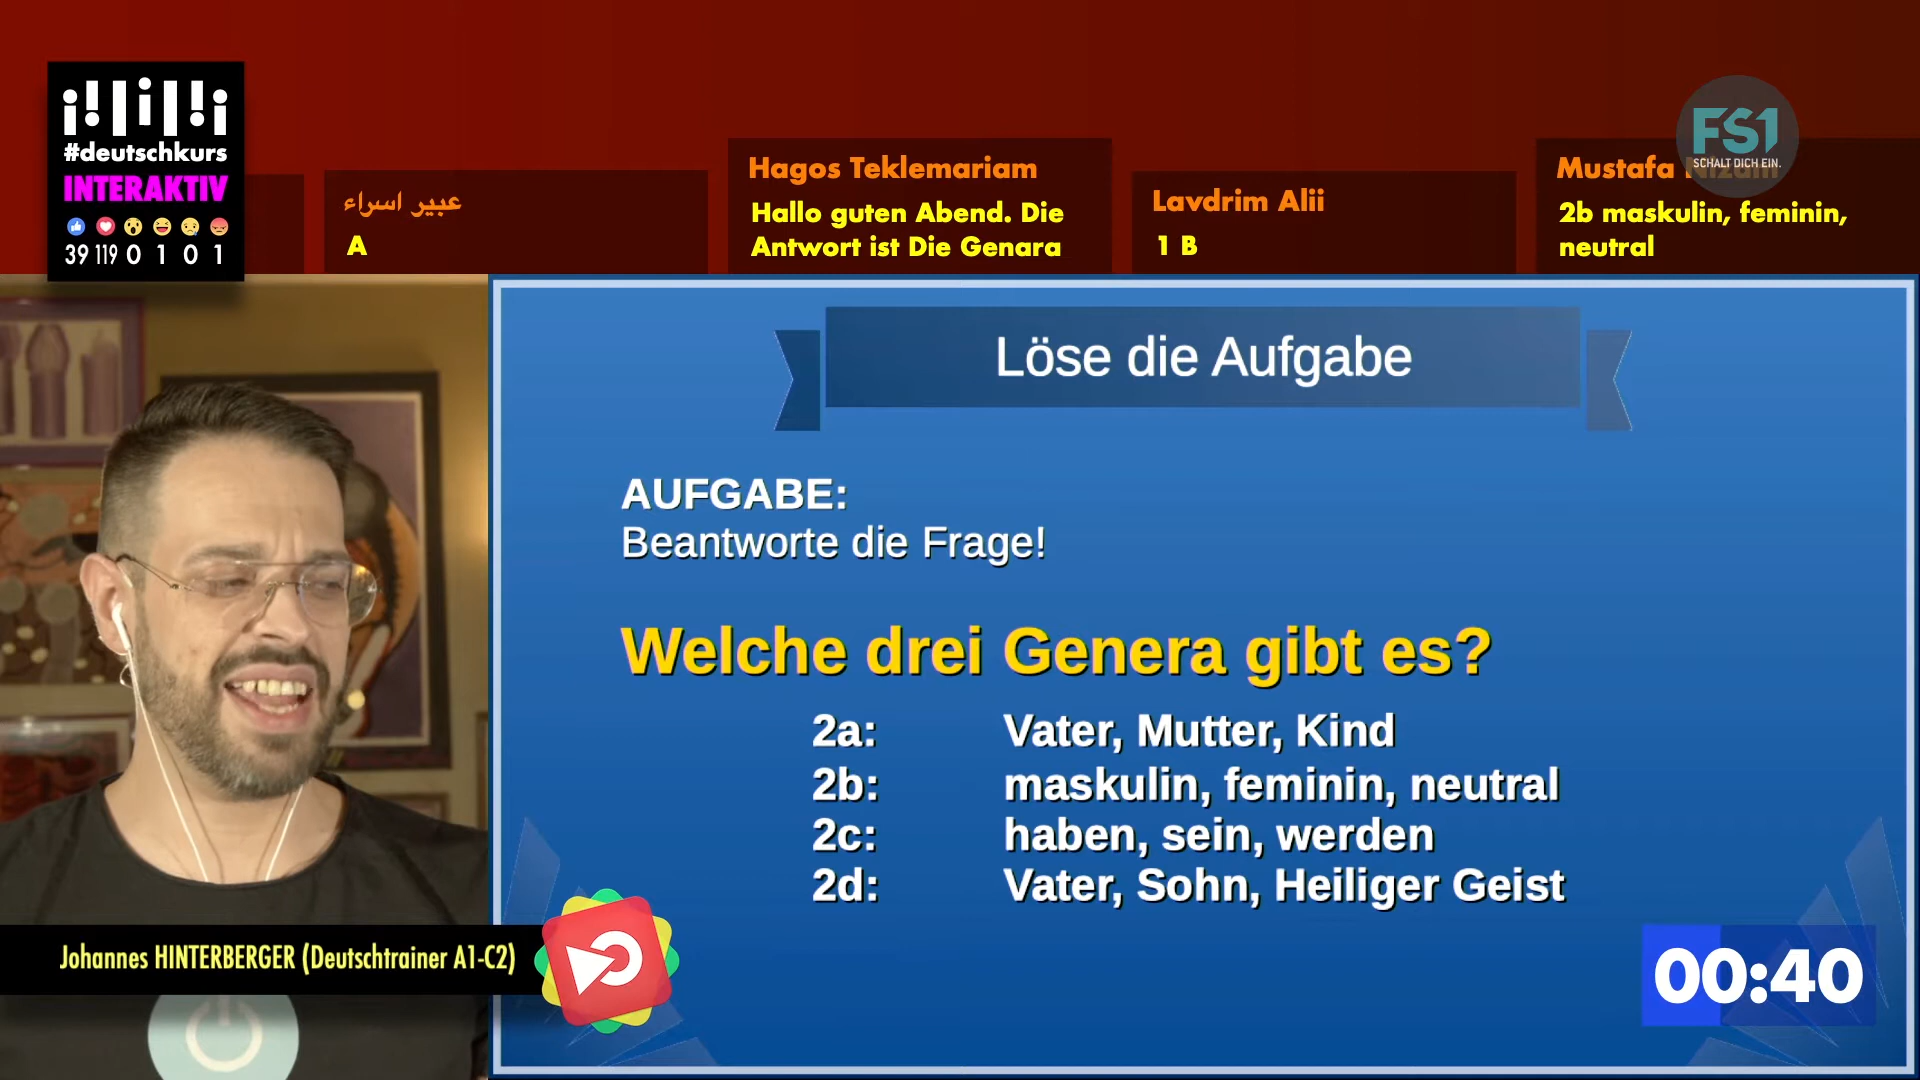 #deutschkurs
INTERAKTIV
39 119 0 1 0 1
عبير اسراء
A
Hagos Teklemariam
Hallo guten Abend. Die
Antwort ist Die Genara
Lavdrim Alii
1 B
Mustafa
2b maskulin, feminin,
neutral
FS1
SCHALT DICH EIN.
Löse die Aufgabe
AUFGABE:
Beantworte die Frage!
Welche drei Genera gibt es?
2a: Vater, Mutter, Kind
2b: maskulin, feminin, neutral
2c: haben, sein, werden
2d: Vater, Sohn, Heiliger Geist
Johannes HINTERBERGER (Deutschtrainer A1-C2)
00:40